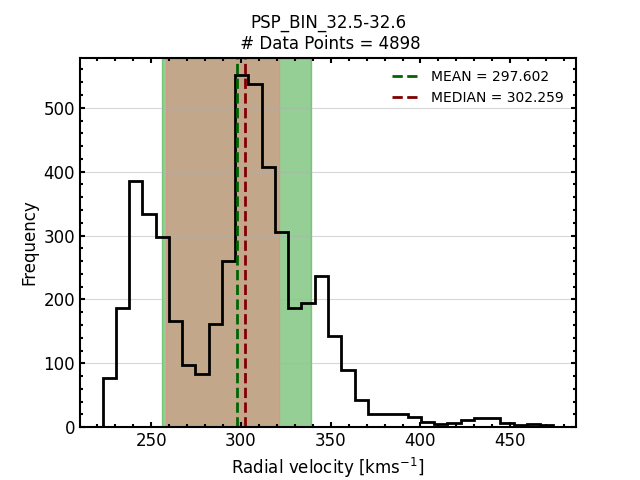 PSP_BIN_32.5-32.6
# Data Points = 4898
MEAN = 297.602
MEDIAN = 302.259
500
400
300
200
100
0
Frequency
250
300
350
400
450
Radial velocity [kms⁻¹]